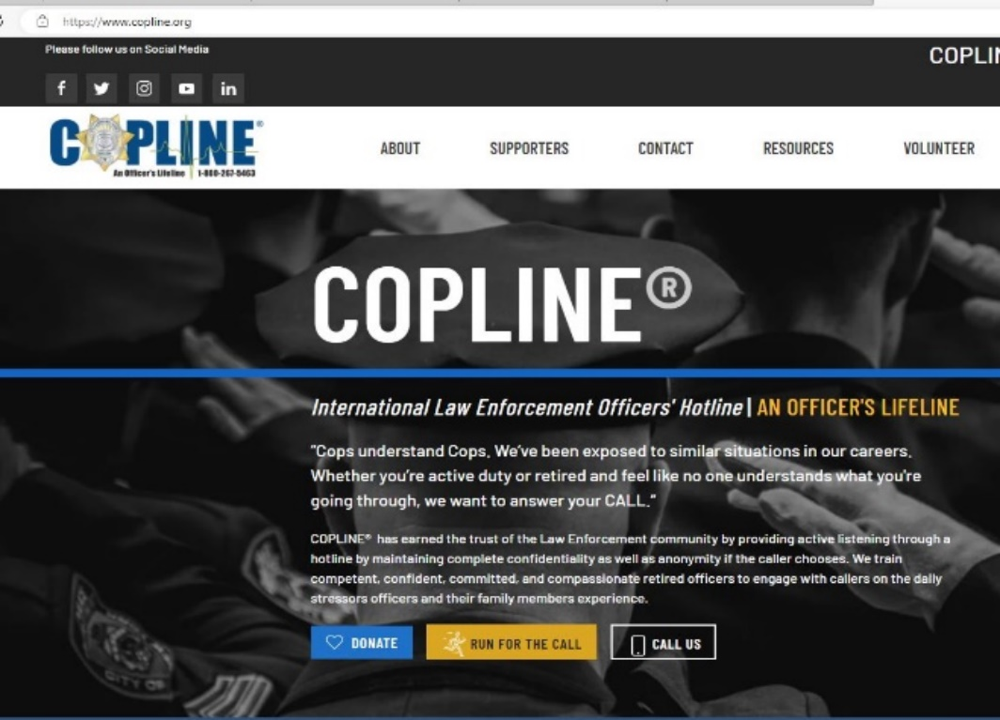 https://www.copline.org
Please follow us on Social Media
COPLIN
f in
COPLINE®
An Officer's Lifeline 1-800-267-5463
ABOUT SUPPORTERS CONTACT RESOURCES VOLUNTEER
COPLINE®
International Law Enforcement Officers' Hotline | AN OFFICER'S LIFELINE
"Cops understand Cops. We've been exposed to similar situations in our careers.
Whether you're active duty or retired and feel like no one understands what you're
going through, we want to answer your CALL."
COPLINE® has earned the trust of the Law Enforcement community by providing active listening through a
hotline by maintaining complete confidentiality as well as anonymity if the caller chooses. We train
competent, confident, committed, and compassionate retired officers to engage with callers on the daily
stressors officers and their family members experience.
DONATE RUN FOR THE CALL CALL US
CITY OF